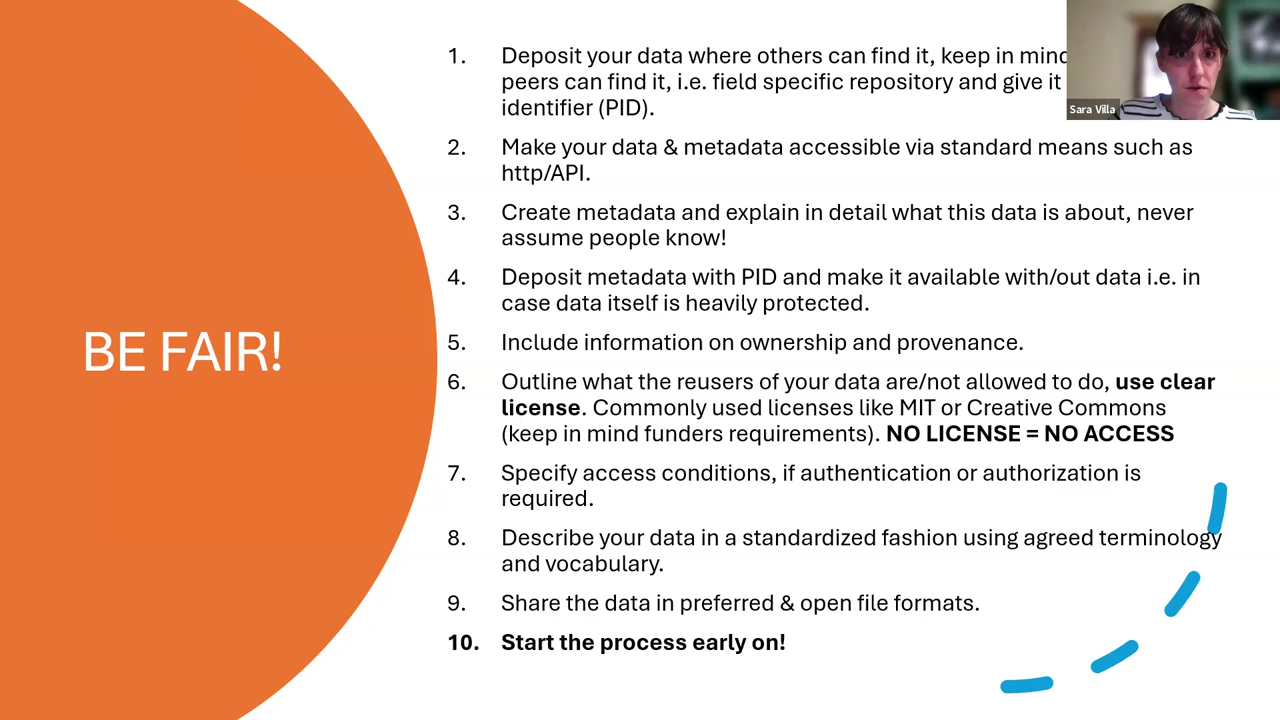 BE FAIR!
1. Deposit your data where others can find it, keep in mind
peers can find it, i.e. field specific repository and give it
identifier (PID).
2. Make your data & metadata accessible via standard means such as
http/API.
3. Create metadata and explain in detail what this data is about, never
assume people know!
4. Deposit metadata with PID and make it available with/out data i.e. in
case data itself is heavily protected.
5. Include information on ownership and provenance.
6. Outline what the reusers of your data are/not allowed to do, use clear
license. Commonly used licenses like MIT or Creative Commons
(keep in mind funders requirements). NO LICENSE = NO ACCESS
7. Specify access conditions, if authentication or authorization is
required.
8. Describe your data in a standardized fashion using agreed terminology
and vocabulary.
9. Share the data in preferred & open file formats.
10. Start the process early on!
Sara Villa